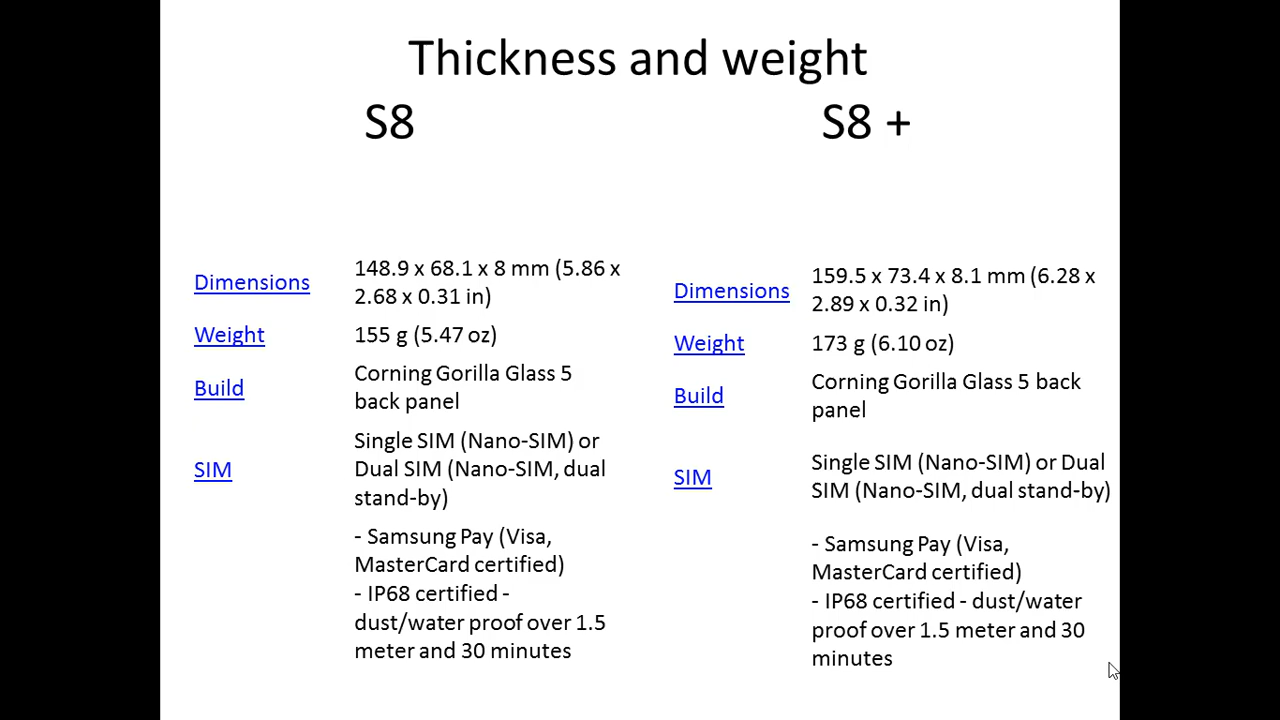 Thickness and weight
S8
S8 +
Dimensions
148.9 x 68.1 x 8 mm (5.86 x
2.68 x 0.31 in)
Weight
155 g (5.47 oz)
Build
Corning Gorilla Glass 5
back panel
SIM
Single SIM (Nano-SIM) or
Dual SIM (Nano-SIM, dual
stand-by)
- Samsung Pay (Visa,
MasterCard certified)
- IP68 certified -
dust/water proof over 1.5
meter and 30 minutes
Dimensions
159.5 x 73.4 x 8.1 mm (6.28 x
2.89 x 0.32 in)
Weight
173 g (6.10 oz)
Build
Corning Gorilla Glass 5 back
panel
SIM
Single SIM (Nano-SIM) or Dual
SIM (Nano-SIM, dual stand-by)
- Samsung Pay (Visa,
MasterCard certified)
- IP68 certified - dust/water
proof over 1.5 meter and 30
minutes